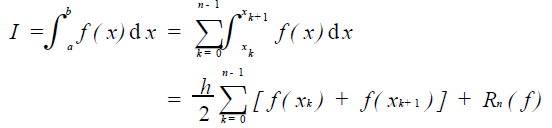 I = ∫_a^b f(x)dx = ∑_{k=0}^{n-1} ∫_{x_k}^{x_{k+1}} f(x)dx
= h/2 ∑_{k=0}^{n-1} [f(x_k) + f(x_{k+1})] + R_n(f)